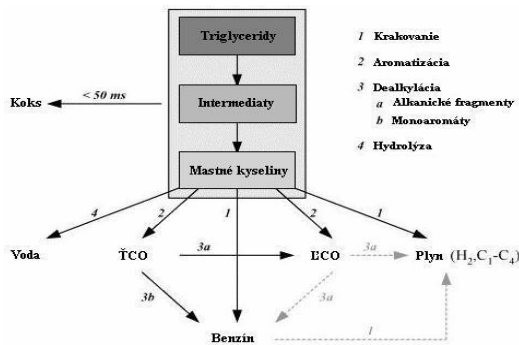 Triglyceridy
Intermediaty
Mastné kyseliny
< 50 ms
Koks
1 Krakovanie
2 Aromatizácia
3 Dealkylácia
a Alkanické fragmenty
b Monoaromáty
4 Hydrolýza
4
2
1
2
1
Voda
ŤCO
3a
ĽCO
3a
Plyn (H2,C1-C4)
3b
3a
Benzín
1